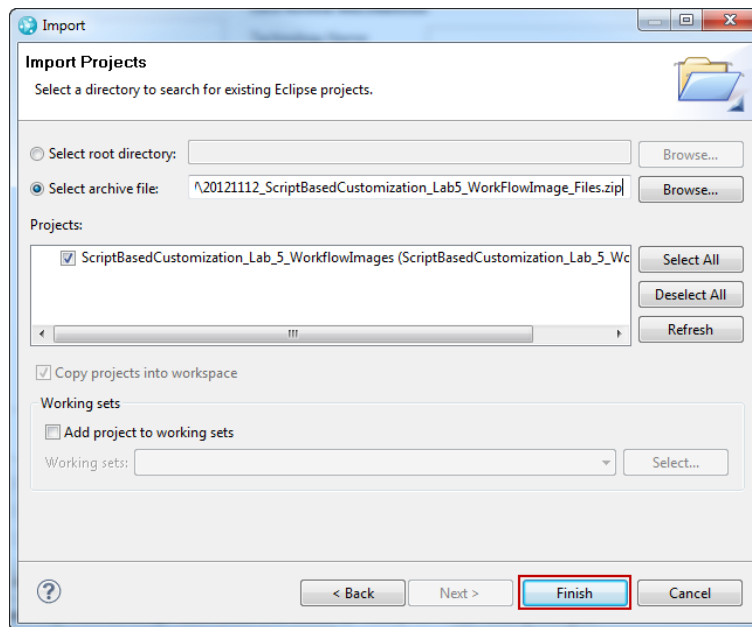 Import
Import Projects
Select a directory to search for existing Eclipse projects.
Select root directory:
Browse...
Select archive file:
\20121112_ScriptBasedCustomization_Lab5_WorkFlowImage_Files.zip
Browse...
Projects:
ScriptBasedCustomization_Lab_5_WorkflowImages (ScriptBasedCustomization_Lab_5_Wo
Select All
Deselect All
Refresh
Copy projects into workspace
Working sets
Add project to working sets
Working sets:
Select...
< Back
Next >
Finish
Cancel